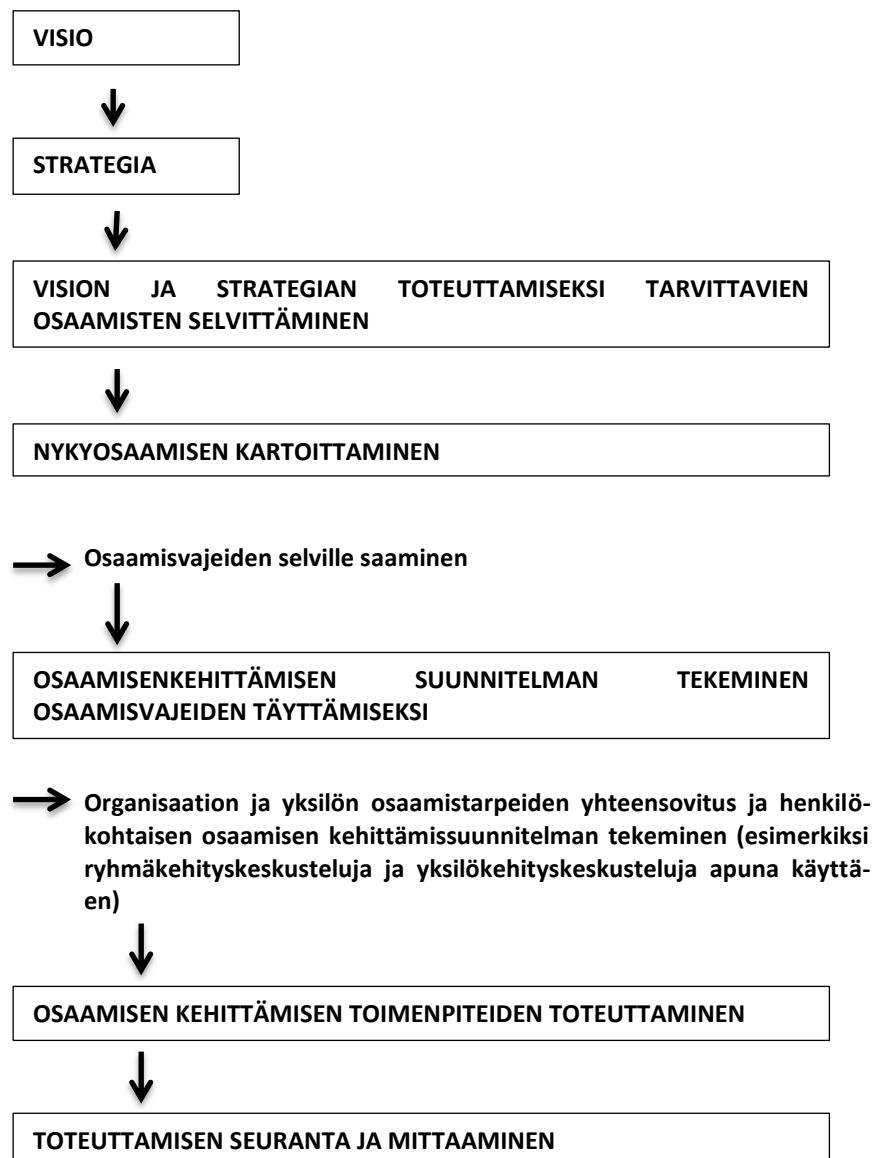 VISIO
STRATEGIA
VISION JA STRATEGIAN TOTEUTTAMISEKSI TARVITTAVIEN
OSAAMISTEN SELVITTÄMINEN
NYKYOSAAMISEN KARTOITTAMINEN
Osaamisvajeiden selville saaminen
OSAAMISENKEHITTÄMISEN SUUNNITELMAN TEKEMINEN
OSAAMISVAJEIDEN TÄYTTÄMISEKSI
Organisaation ja yksilön osaamistarpeiden yhteensovitus ja henkilö-
kohtaisen osaamisen kehittämissuunnitelman tekeminen (esimerkiksi
ryhmäkehityskeskusteluja ja yksilökehityskeskusteluja apuna käyttä-
en)
OSAAMISEN KEHITTÄMISEN TOIMENPITEIDEN TOTEUTTAMINEN
TOTEUTTAMISEN SEURANTA JA MITTAAMINEN